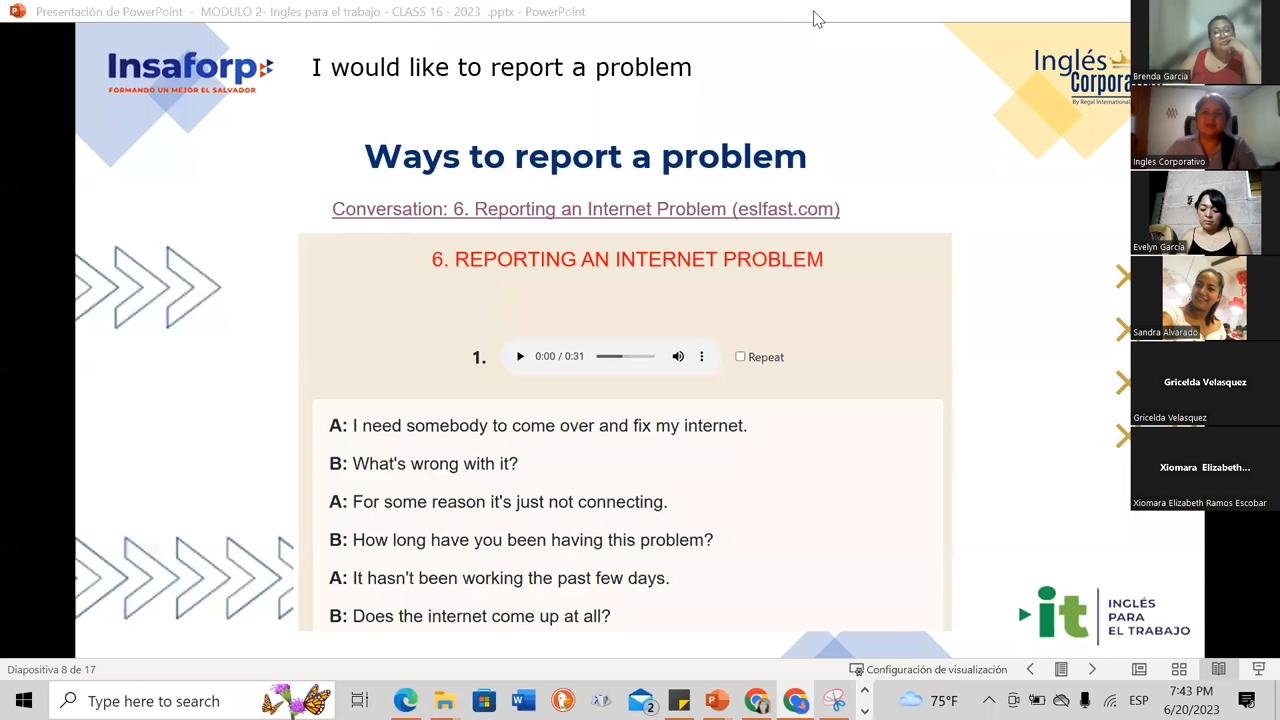 Presentación de PowerPoint - MODULO 2- Ingles para el trabajo - CLASS 16 - 2023 .pptx - PowerPoint
Insaforp
FORMANDO UN MEJOR EL SALVADOR
I would like to report a problem
Inglés
Corpora
By Regal International
Ways to report a problem
Conversation: 6. Reporting an Internet Problem (eslfast.com)
6. REPORTING AN INTERNET PROBLEM
1. 0:00 / 0:31 Repeat
A: I need somebody to come over and fix my internet.
B: What's wrong with it?
A: For some reason it's just not connecting.
B: How long have you been having this problem?
A: It hasn't been working the past few days.
B: Does the internet come up at all?
it INGLÉS
PARA
EL TRABAJO
Brenda Garcia
Ingles Corporativo
Evelyn García
Sandra Alvarado
Gricelda Velasquez
Gricelda Velasquez
Xiomara Elizabeth...
Xiomara Elizabeth Ramos Escobar
Diapositiva 8 de 17
Configuración de visualización
Type here to search
2
75°F
ESP
7:43 PM
6/20/2023